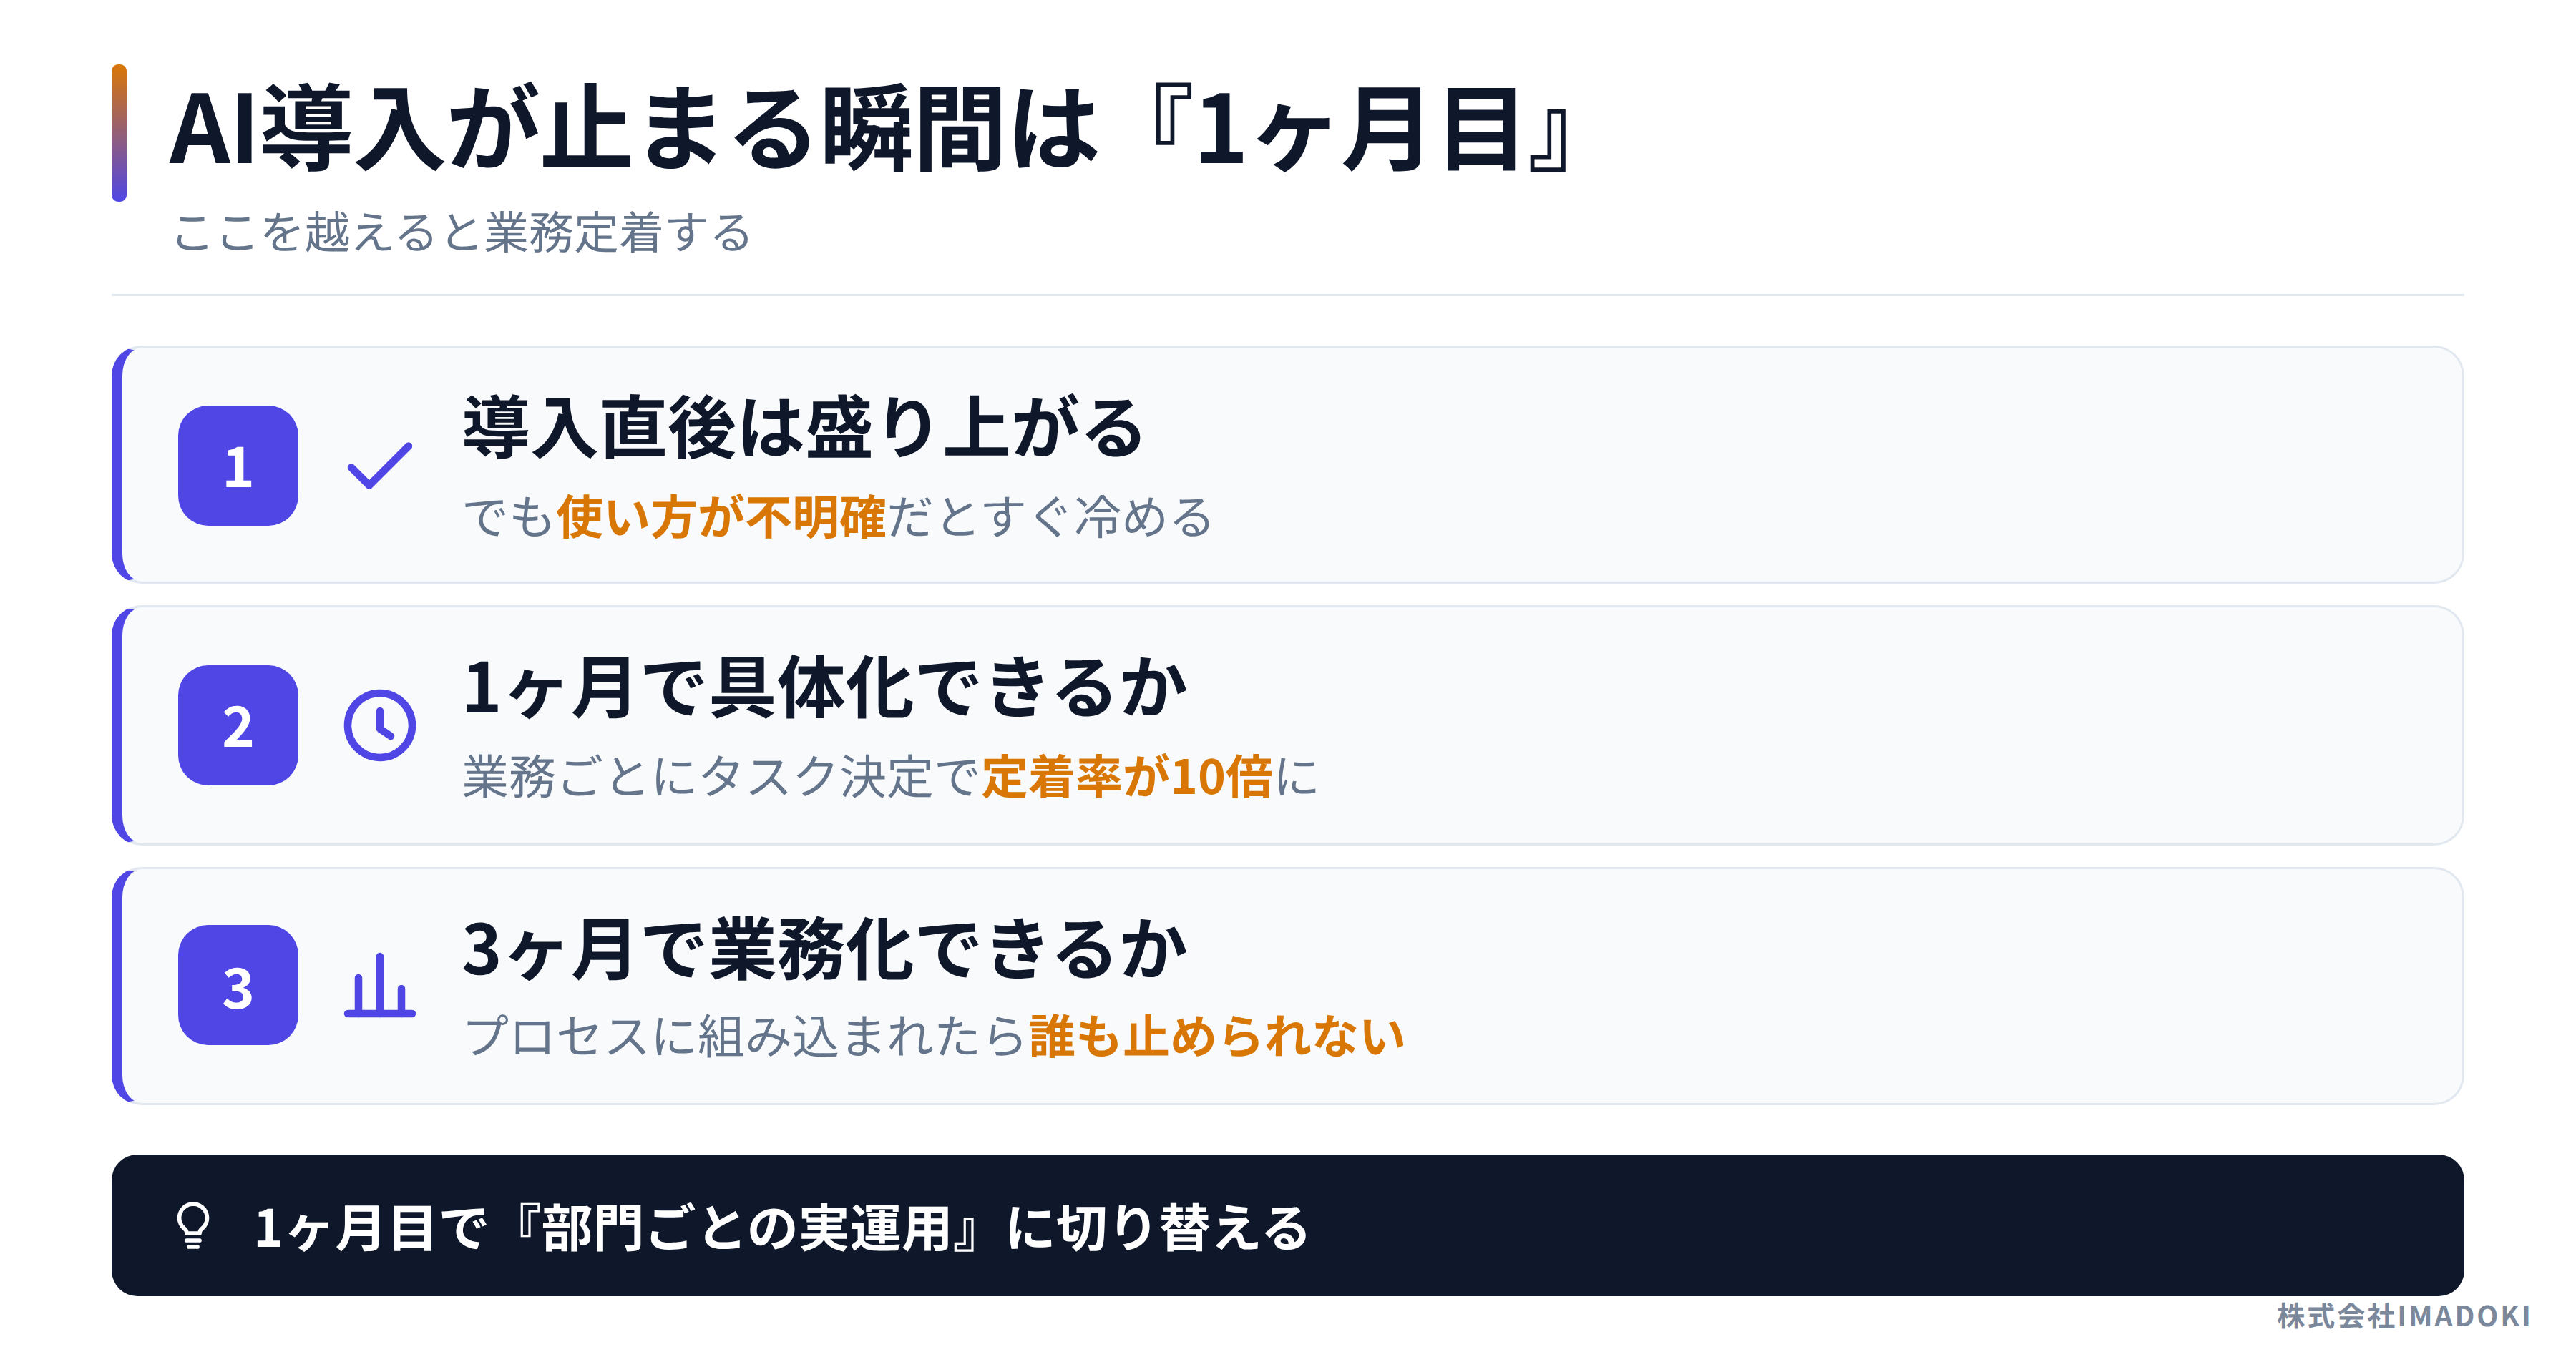 AI導入が止まる瞬間は『1ヶ月目』
ここを越えると業務定着する
1
導入直後は盛り上がる
でも使い方が不明確だとすぐ冷める
2
1ヶ月で具体化できるか
業務ごとにタスク決定で定着率が10倍に
3
3ヶ月で業務化できるか
プロセスに組み込まれたら誰も止められない
1ヶ月目で『部門ごとの実運用』に切り替える
株式会社IMADOKI